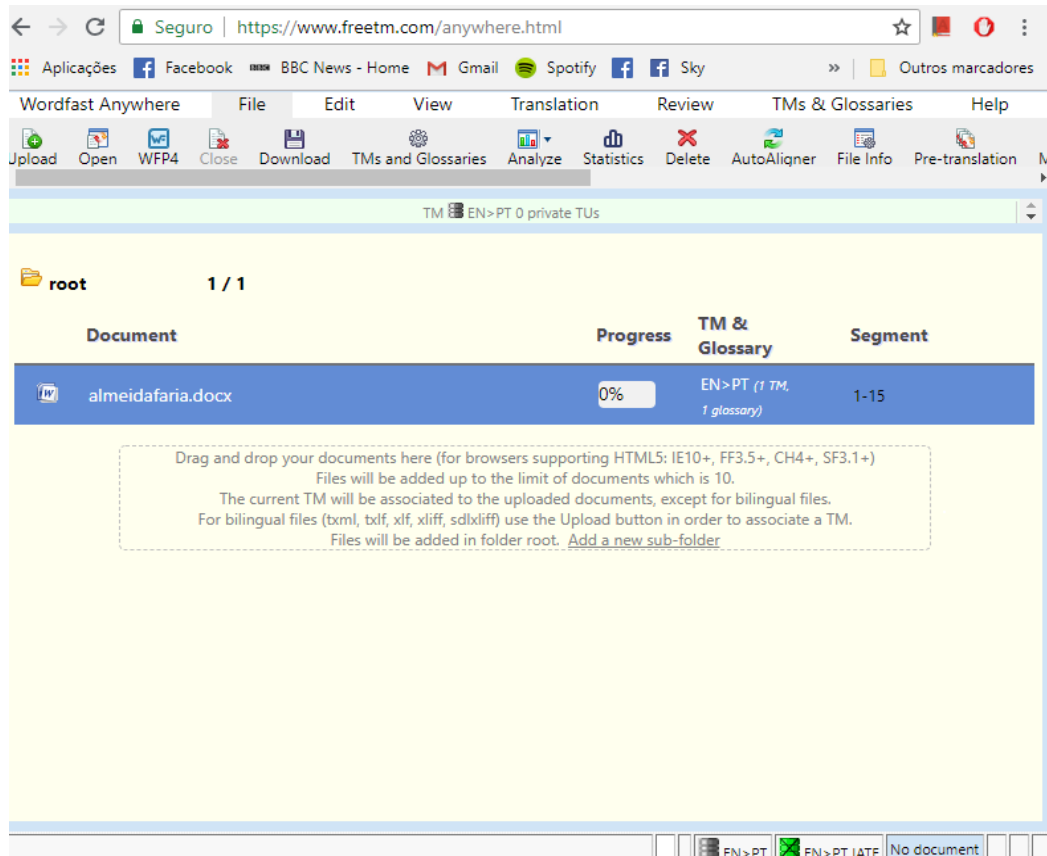 Seguro | https://www.freetm.com/anywhere.html
Aplicações Facebook BBC News - Home Gmail Spotify Sky » Outros marcadores
Wordfast Anywhere File Edit View Translation Review TMs & Glossaries Help
Upload Open WFP4 Close Download TMs and Glossaries Analyze Statistics Delete AutoAligner File Info Pre-translation
TM EN>PT 0 private TUs
root 1 / 1
Document Progress TM & Glossary Segment
almeidafaria.docx 0% EN>PT (1 TM, 1 glossary) 1-15
Drag and drop your documents here (for browsers supporting HTML5: IE10+, FF3.5+, CH4+, SF3.1+)
Files will be added up to the limit of documents which is 10.
The current TM will be associated to the uploaded documents, except for bilingual files.
For bilingual files (txml, txlf, xlf, xliff, sdlxliff) use the Upload button in order to associate a TM.
Files will be added in folder root. Add a new sub-folder
EN>PT EN>PT IATE No document